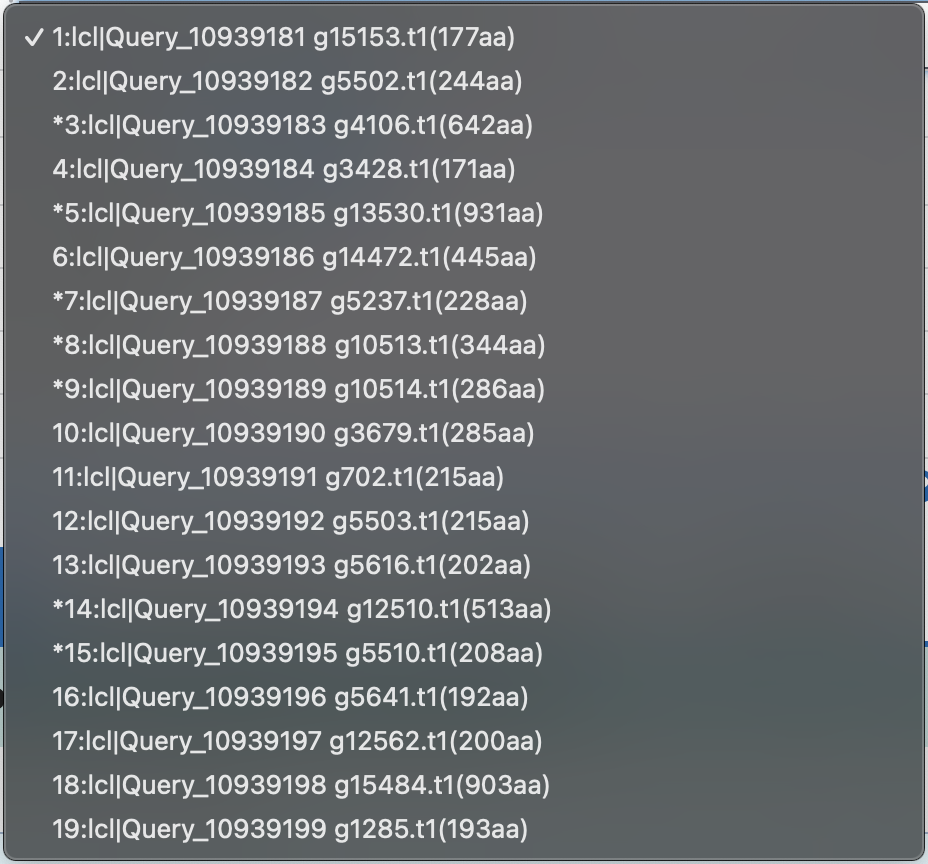 ✓ 1:lcl|Query_10939181 g15153.t1(177aa)
2:lcl|Query_10939182 g5502.t1(244aa)
*3:lcl|Query_10939183 g4106.t1(642aa)
4:lcl|Query_10939184 g3428.t1(171aa)
*5:lcl|Query_10939185 g13530.t1(931aa)
6:lcl|Query_10939186 g14472.t1(445aa)
*7:lcl|Query_10939187 g5237.t1(228aa)
*8:lcl|Query_10939188 g10513.t1(344aa)
*9:lcl|Query_10939189 g10514.t1(286aa)
10:lcl|Query_10939190 g3679.t1(285aa)
11:lcl|Query_10939191 g702.t1(215aa)
12:lcl|Query_10939192 g5503.t1(215aa)
13:lcl|Query_10939193 g5616.t1(202aa)
*14:lcl|Query_10939194 g12510.t1(513aa)
*15:lcl|Query_10939195 g5510.t1(208aa)
16:lcl|Query_10939196 g5641.t1(192aa)
17:lcl|Query_10939197 g12562.t1(200aa)
18:lcl|Query_10939198 g15484.t1(903aa)
19:lcl|Query_10939199 g1285.t1(193aa)